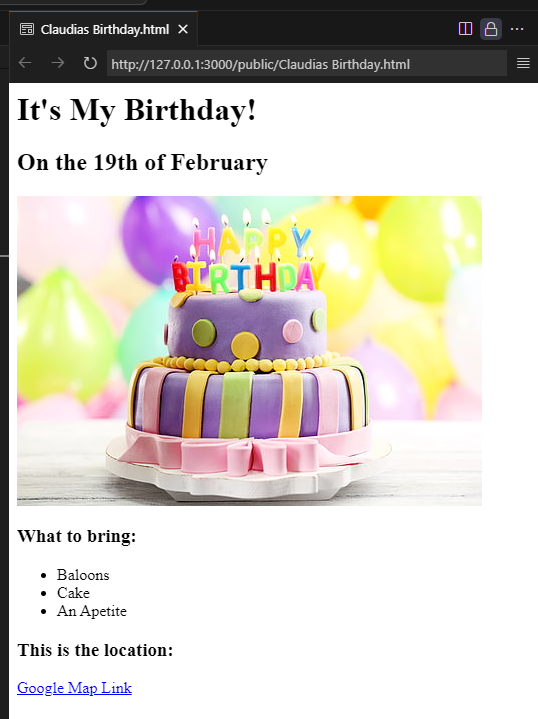 Claudias Birthday.html
http://127.0.0.1:3000/public/Claudias Birthday.html
It's My Birthday!
On the 19th of February
HAPPY
BIRTHDAY
What to bring:
Baloons
Cake
An Apetite
This is the location:
Google Map Link